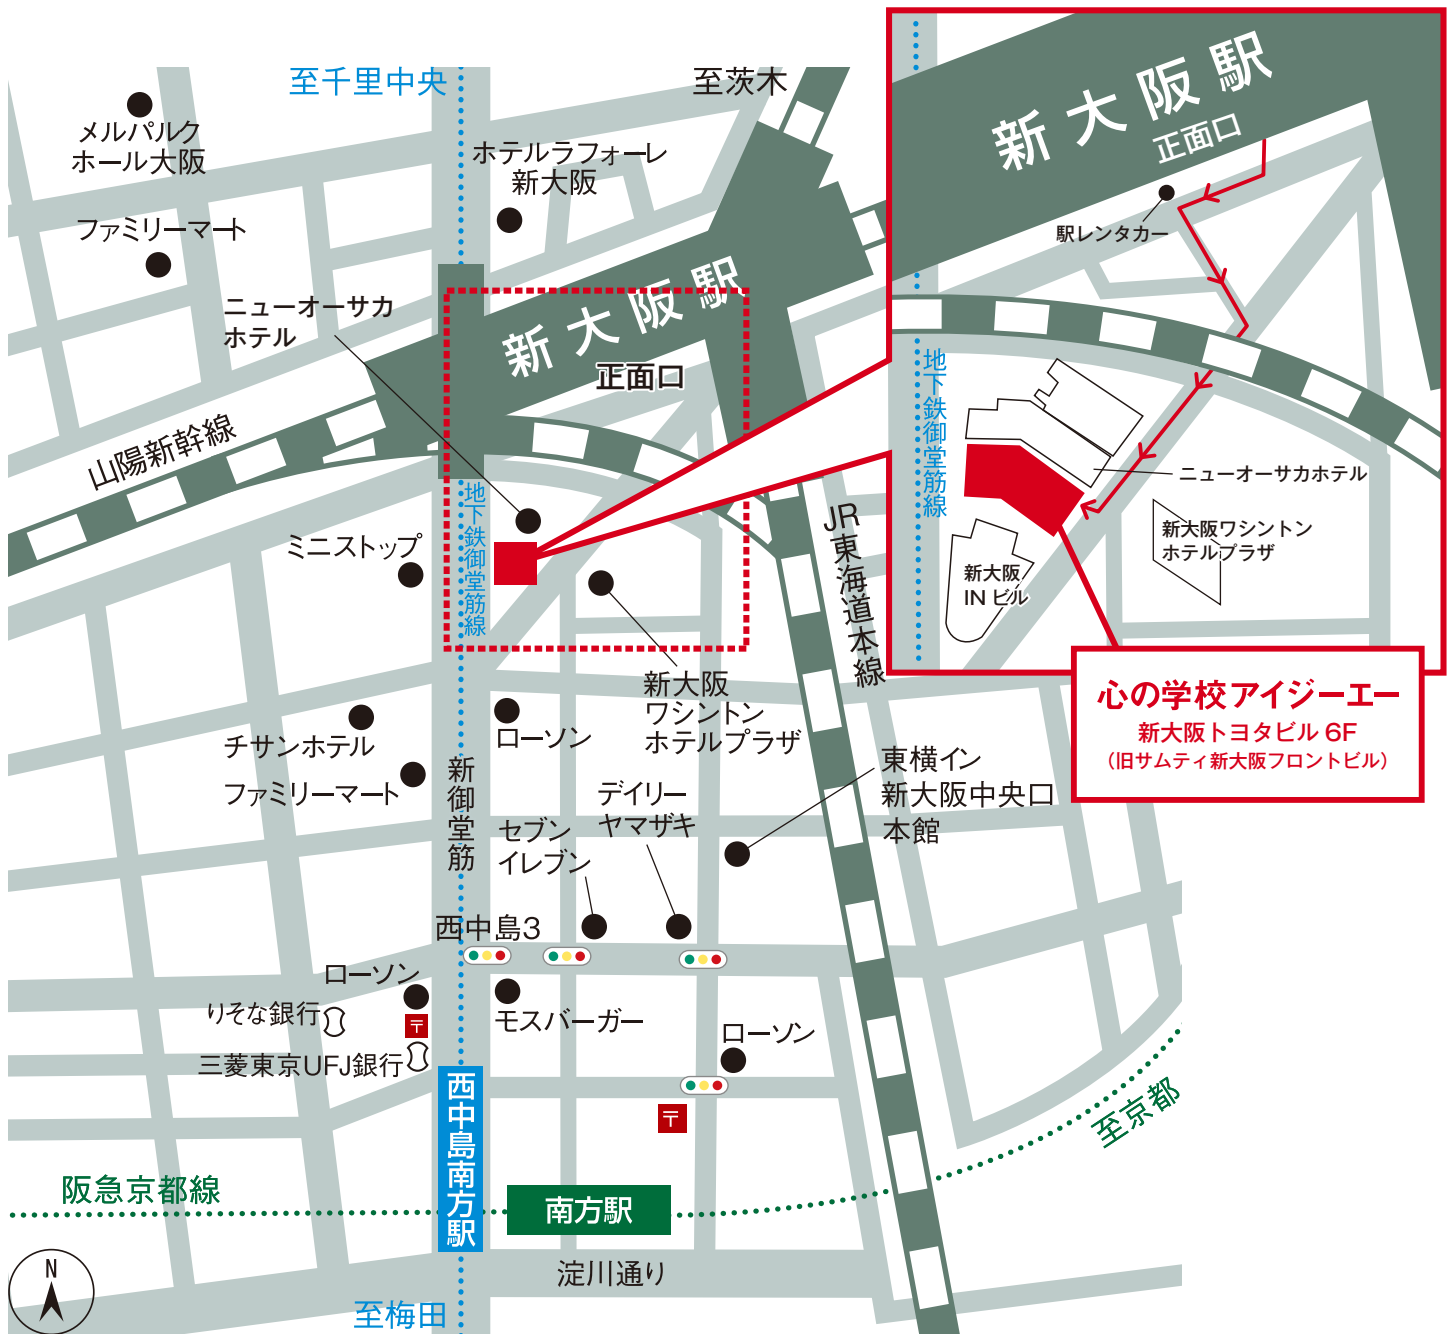 至千里中央
至茨木
メルパルク
ホール大阪
ホテルラフォーレ
新大阪
ファミリーマート
ニューオーサカ
ホテル
新大阪駅
正面口
山陽新幹線
地下鉄御堂筋線
ミニストップ
JR東海道本線
新大阪
ワシントン
ホテルプラザ
ローソン
チサンホテル
ファミリーマート
新御堂筋
東横イン
新大阪中央口
本館
デイリー
ヤマザキ
セブン
イレブン
西中島3
ローソン
りそな銀行
〒
三菱東京UFJ銀行
モスバーガー
ローソン
〒
西中島南方駅
南方駅
阪急京都線
至京都
淀川通り
至梅田
N
新大阪駅
正面口
駅レンタカー
地下鉄御堂筋線
ニューオーサカホテル
新大阪ワシントン
ホテルプラザ
新大阪
INビル
心の学校アイジーエー
新大阪トヨタビル 6F
（旧サムティ新大阪フロントビル）